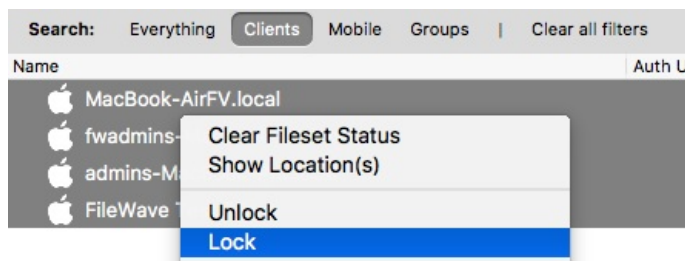 Search: Everything Clients Mobile Groups | Clear all filters
Name Auth U
MacBook-AirFV.local
fwadmins-
Clear Fileset Status
admins-M
Show Location(s)
FileWave
Unlock
Lock